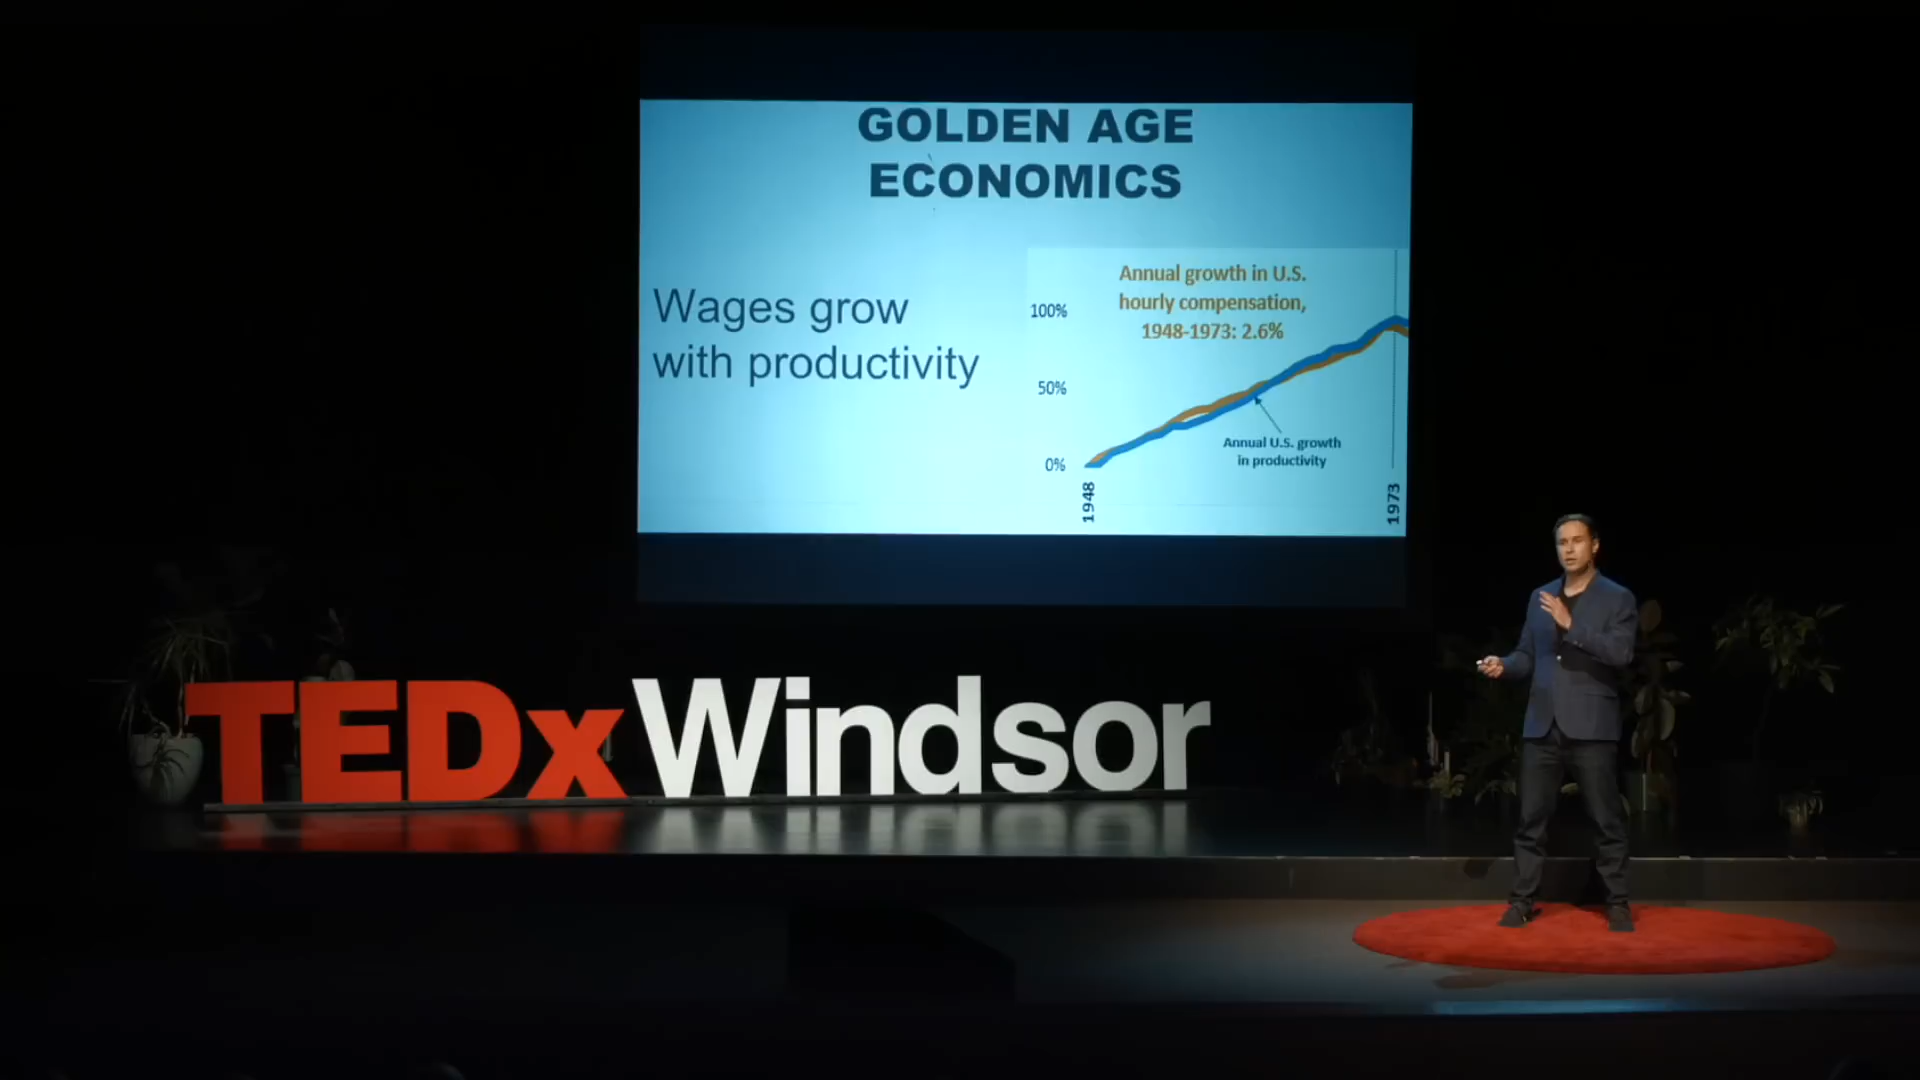 GOLDEN AGE
ECONOMICS
Wages grow
with productivity
Annual growth in U.S.
hourly compensation,
1948-1973: 2.6%
100%
50%
0%
Annual U.S. growth
in productivity
1948
1973
TEDxWindsor